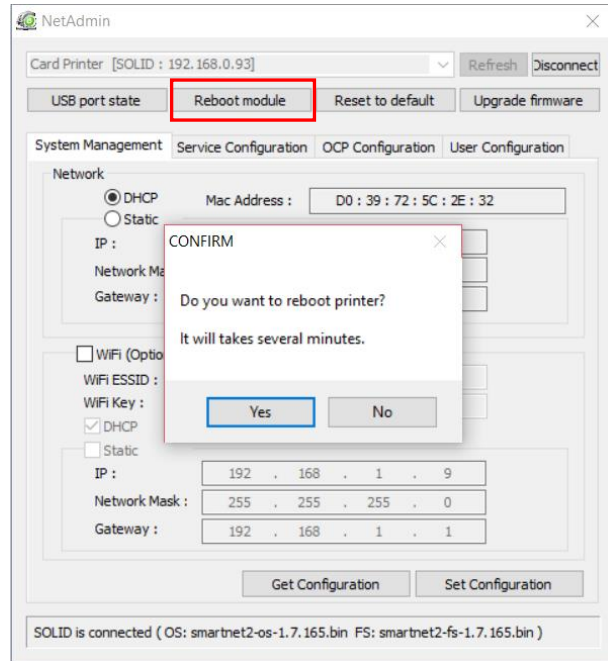 NetAdmin
Card Printer [SOLID : 192.168.0.93] Refresh Disconnect
USB port state Reboot module Reset to default Upgrade firmware
System Management Service Configuration OCP Configuration User Configuration
Network
DHCP Mac Address : D0 : 39 : 72 : 5C : 2E : 32
Static
IP :
Network Ma
Gateway :
CONFIRM
Do you want to reboot printer?
It will takes several minutes.
Yes No
WiFi (Optio
WiFi ESSID :
WiFi Key :
DHCP
Static
IP : 192 . 168 . 1 . 9
Network Mask : 255 . 255 . 255 . 0
Gateway : 192 . 168 . 1 . 1
Get Configuration Set Configuration
SOLID is connected ( OS: smartnet2-os-1.7.165.bin FS: smartnet2-fs-1.7.165.bin )